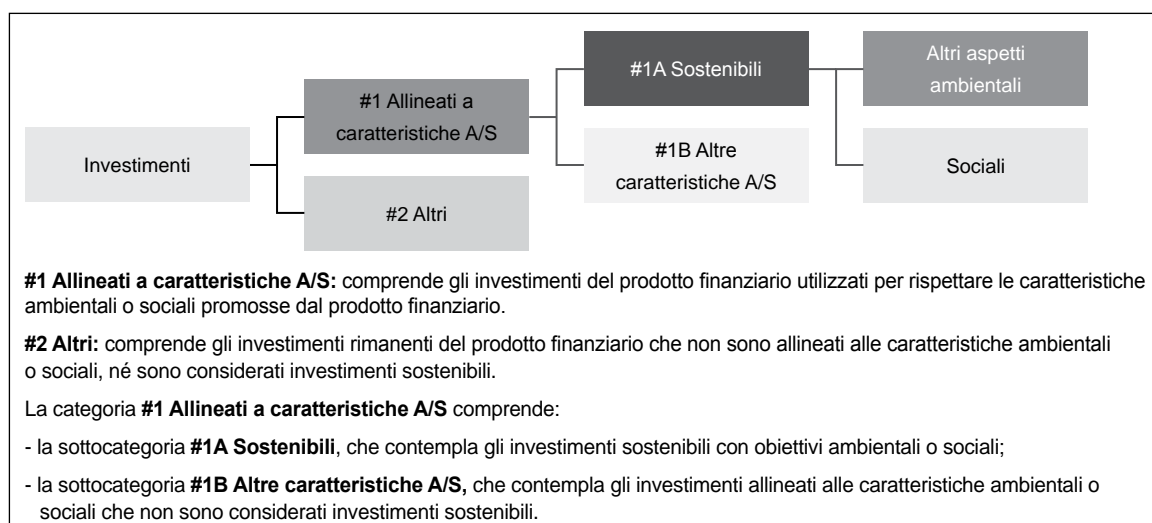 #1A Sostenibili
Altri aspetti
ambientali
#1 Allineati a
caratteristiche A/S
Investimenti
#1B Altre
caratteristiche A/S
Sociali
#2 Altri
#1 Allineati a caratteristiche A/S: comprende gli investimenti del prodotto finanziario utilizzati per rispettare le caratteristiche
ambientali o sociali promosse dal prodotto finanziario.
#2 Altri: comprende gli investimenti rimanenti del prodotto finanziario che non sono allineati alle caratteristiche ambientali
o sociali, né sono considerati investimenti sostenibili.
La categoria #1 Allineati a caratteristiche A/S comprende:
- la sottocategoria #1A Sostenibili, che contempla gli investimenti sostenibili con obiettivi ambientali o sociali;
- la sottocategoria #1B Altre caratteristiche A/S, che contempla gli investimenti allineati alle caratteristiche ambientali o
sociali che non sono considerati investimenti sostenibili.